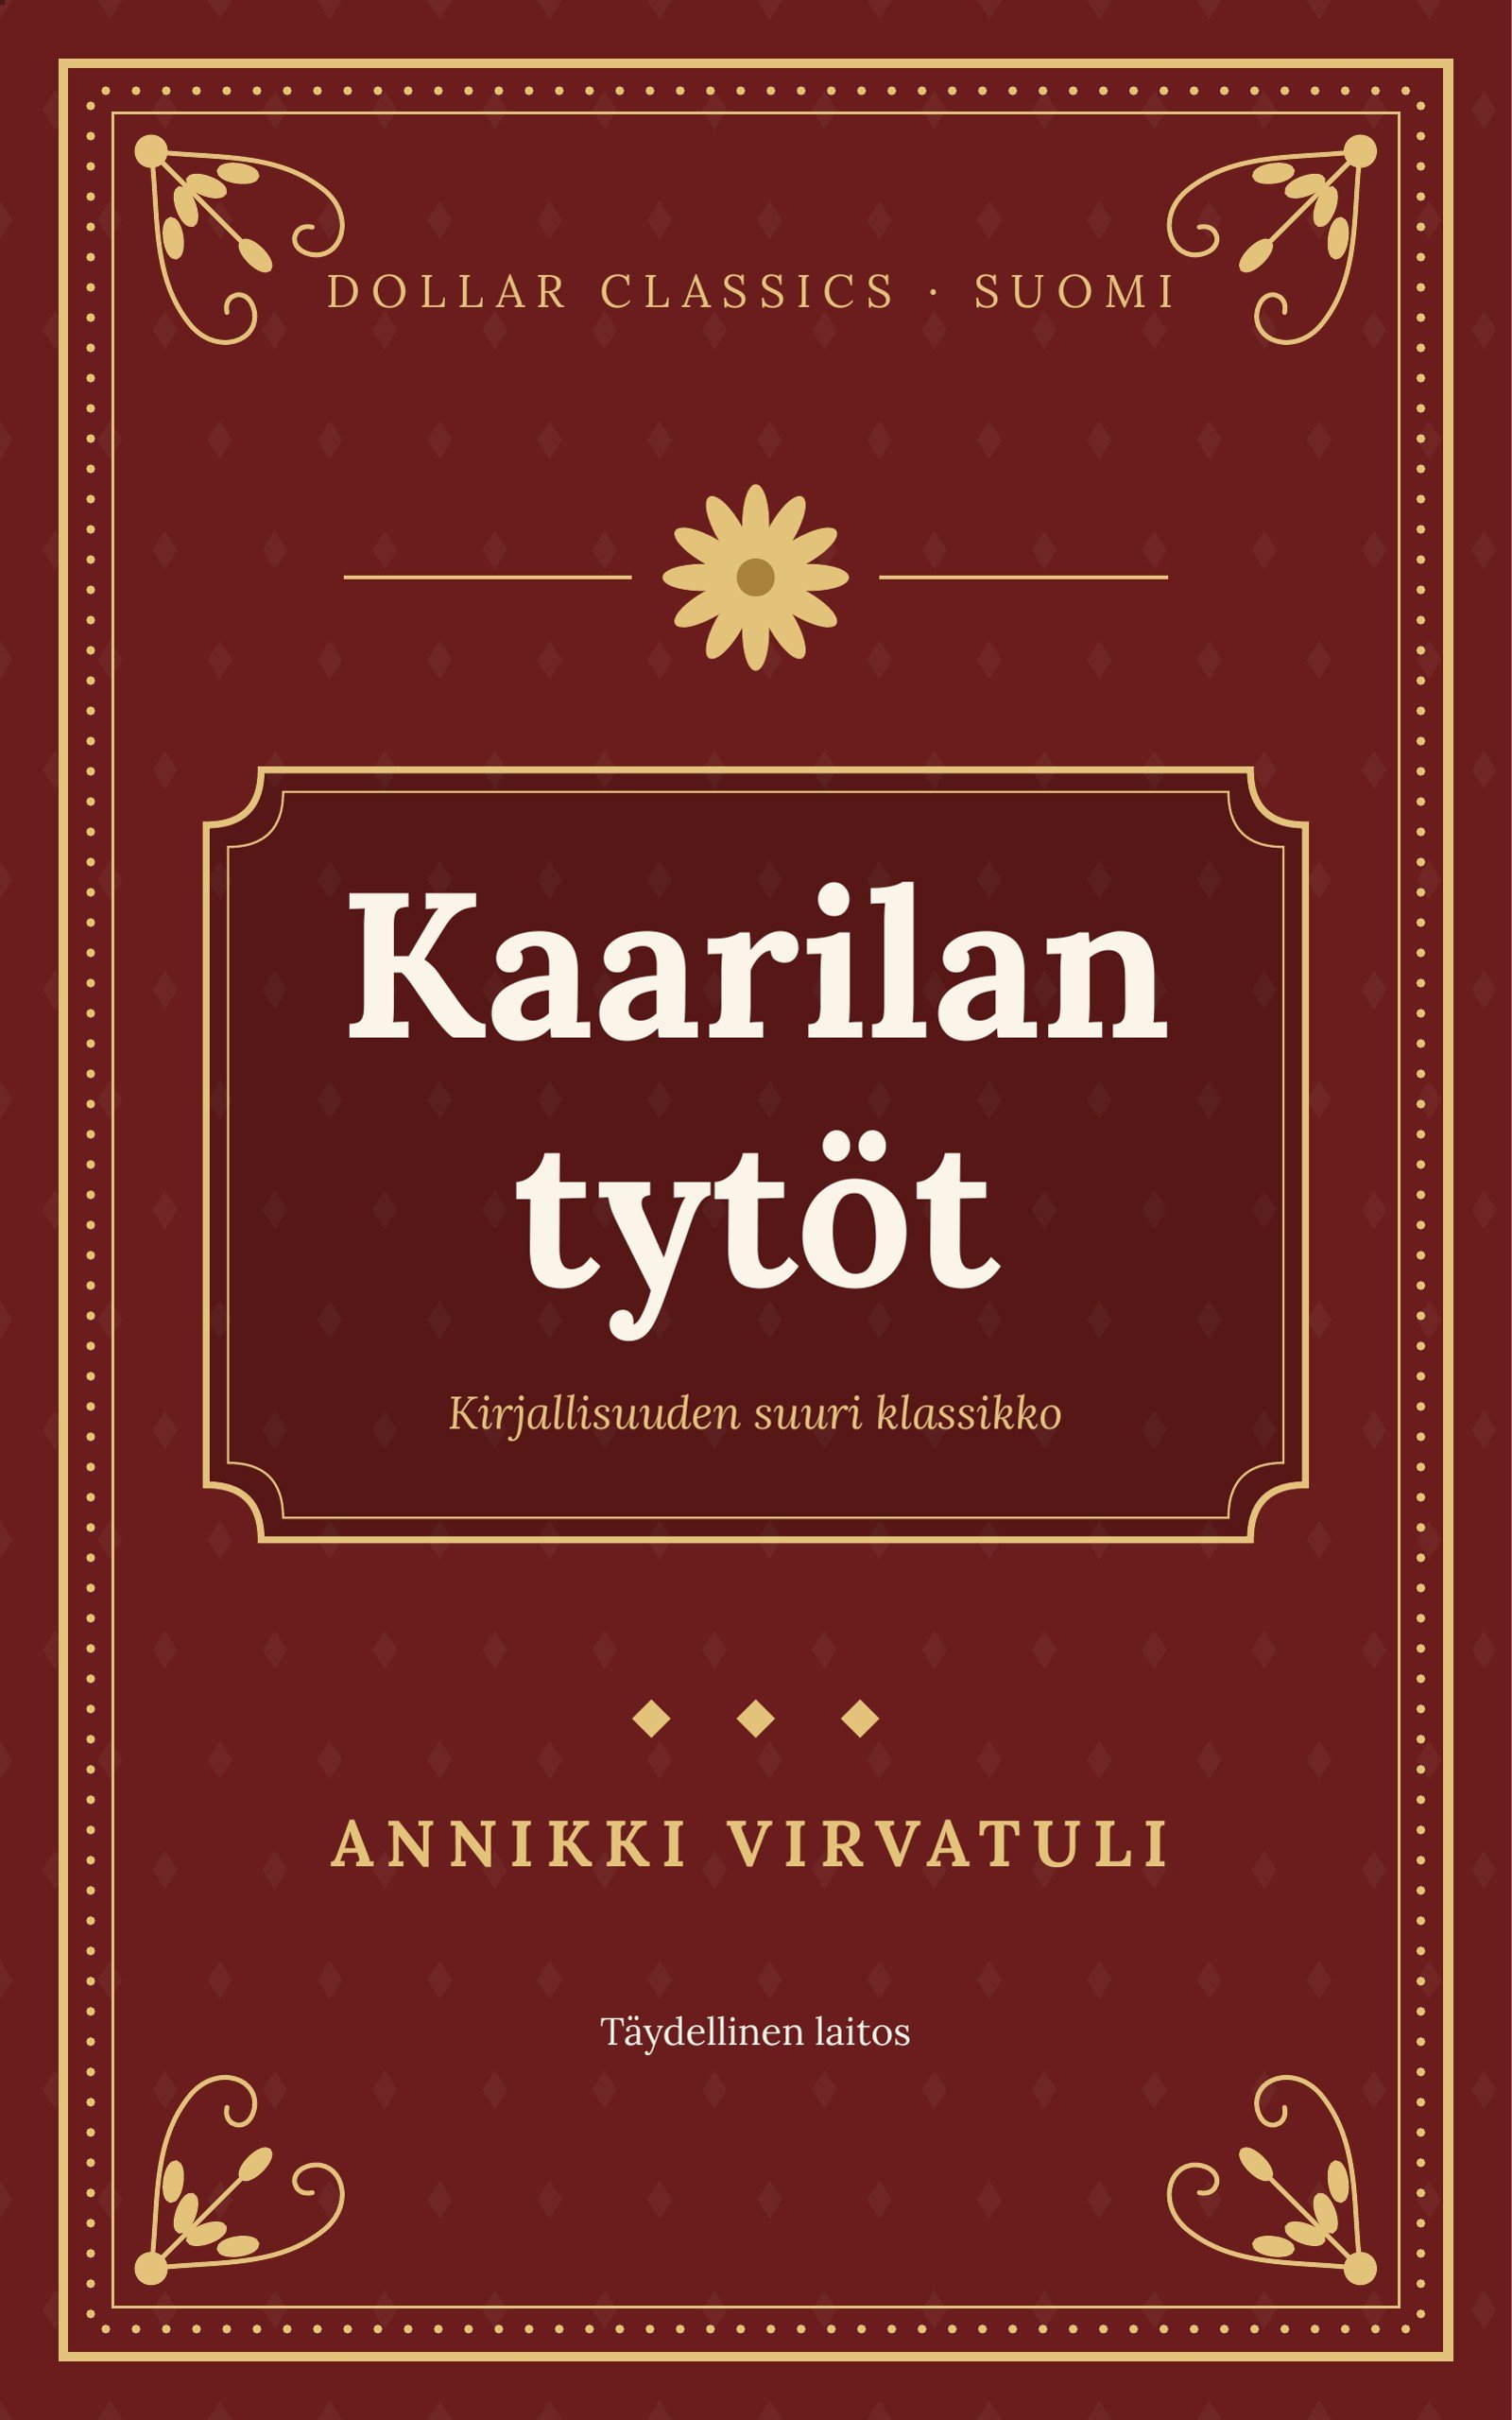 DOLLAR CLASSICS · SUOMI
Kaarilan
tytöt
Kirjallisuuden suuri klassikko
ANNIKKI VIRVATULI
Täydellinen laitos